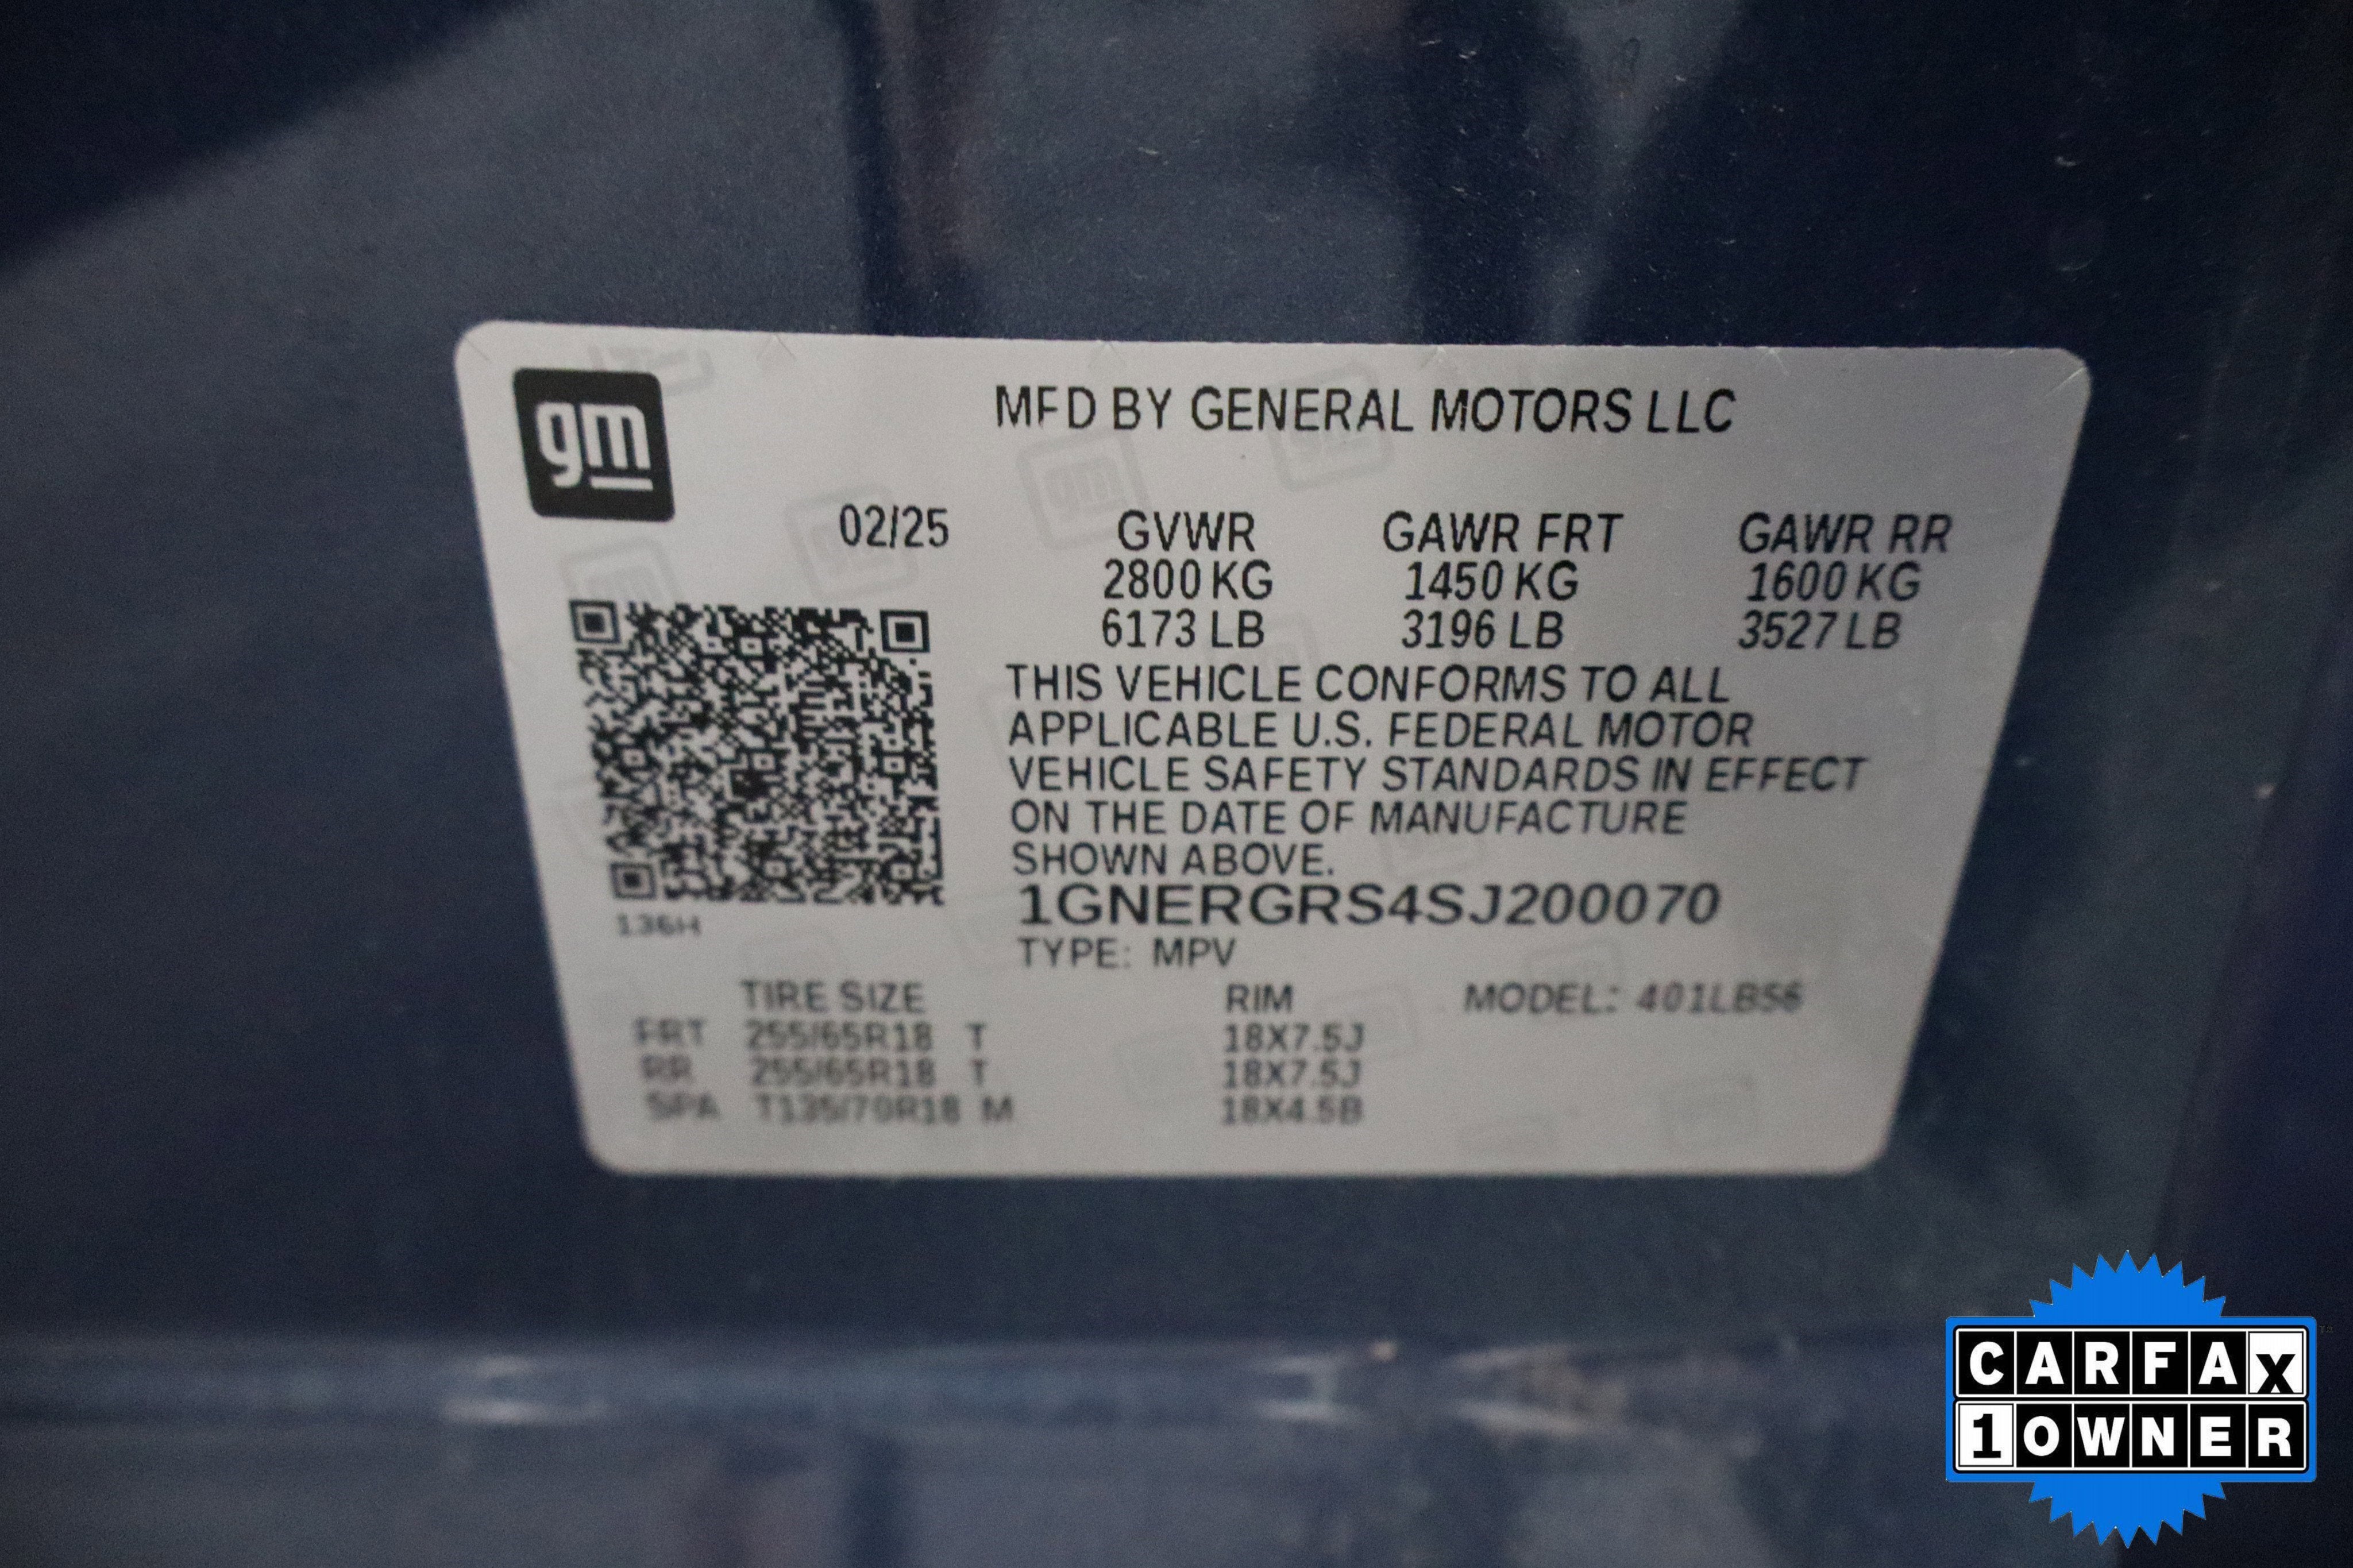 gm
MFD BY GENERAL MOTORS LLC
02/25 GVWR GAWR FRT GAWR RR
2800 KG 1450 KG 1600 KG
6173 LB 3196 LB 3527 LB
THIS VEHICLE CONFORMS TO ALL
APPLICABLE U.S. FEDERAL MOTOR
VEHICLE SAFETY STANDARDS IN EFFECT
ON THE DATE OF MANUFACTURE
SHOWN ABOVE.
1GNERGRS4SJ200070
136H
TYPE: MPV
TIRE SIZE RIM MODEL: 401LB56
FRT 255/65R18 T 18X7.5J
RR 255/65R18 T 18X7.5J
SPA T135/70R18 M 18X4.5B
CARFAX
1 OWNER